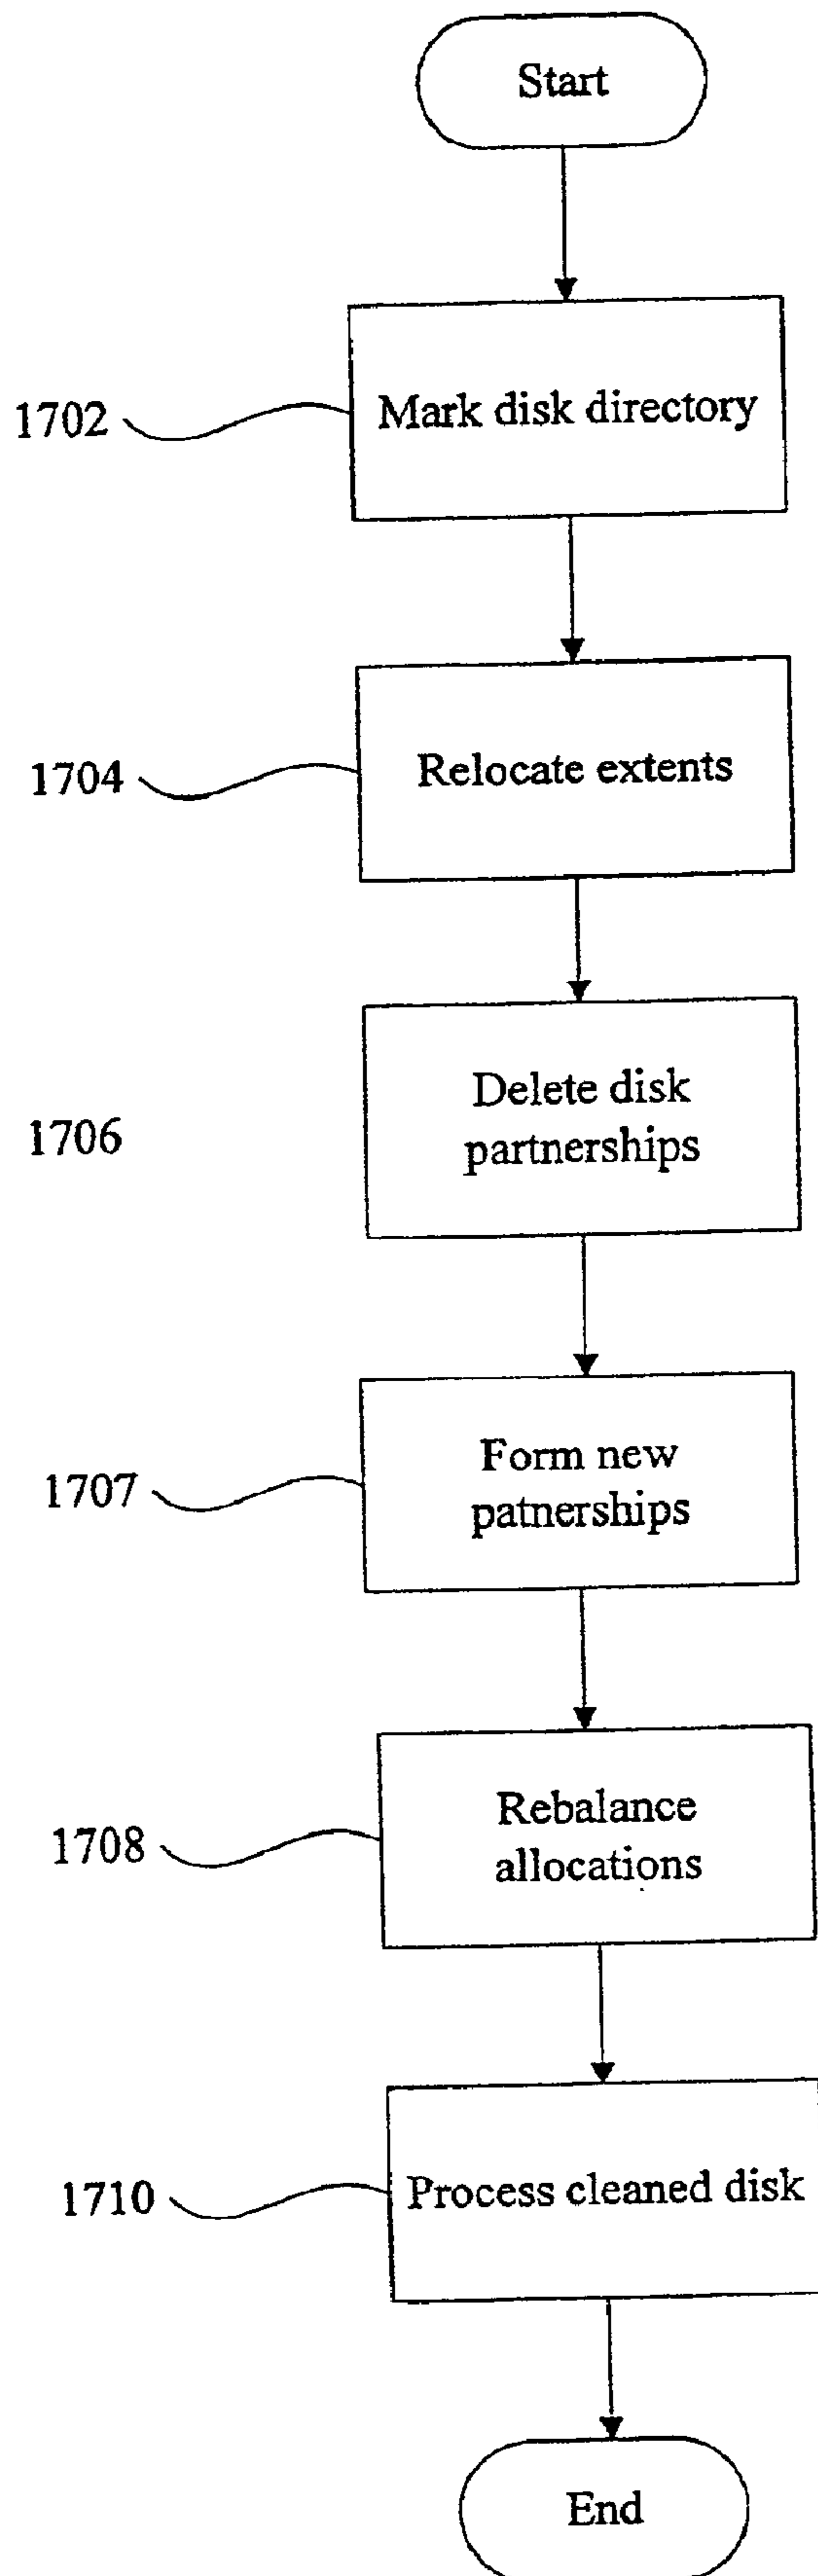 Start
1702
Mark disk directory
1704
Relocate extents
1706
Delete disk
partnerships
1707
Form new
patnerships
1708
Rebalance
allocations
1710
Process cleaned disk
End